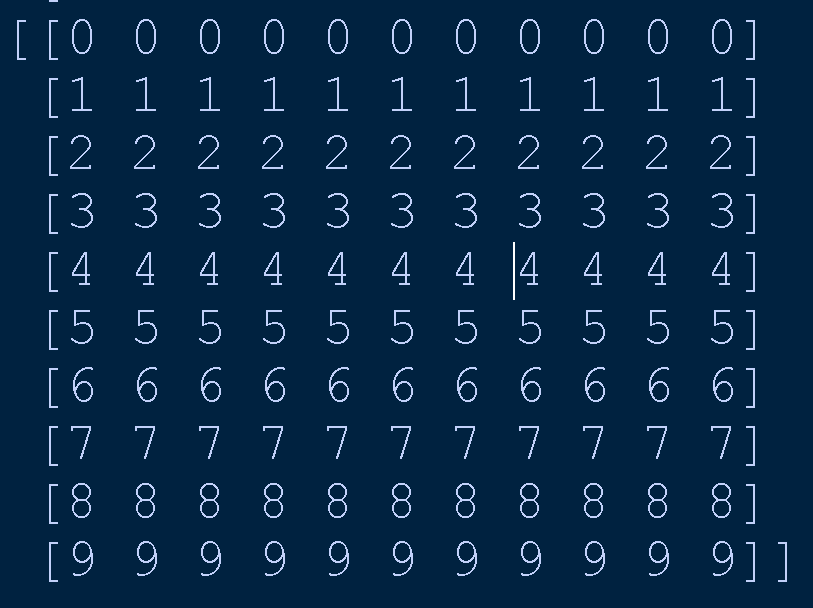 [[0 0 0 0 0 0 0 0 0 0 0]
[1 1 1 1 1 1 1 1 1 1 1]
[2 2 2 2 2 2 2 2 2 2 2]
[3 3 3 3 3 3 3 3 3 3 3]
[4 4 4 4 4 4 4 4 4 4 4]
[5 5 5 5 5 5 5 5 5 5 5]
[6 6 6 6 6 6 6 6 6 6 6]
[7 7 7 7 7 7 7 7 7 7 7]
[8 8 8 8 8 8 8 8 8 8 8]
[9 9 9 9 9 9 9 9 9 9 9]]